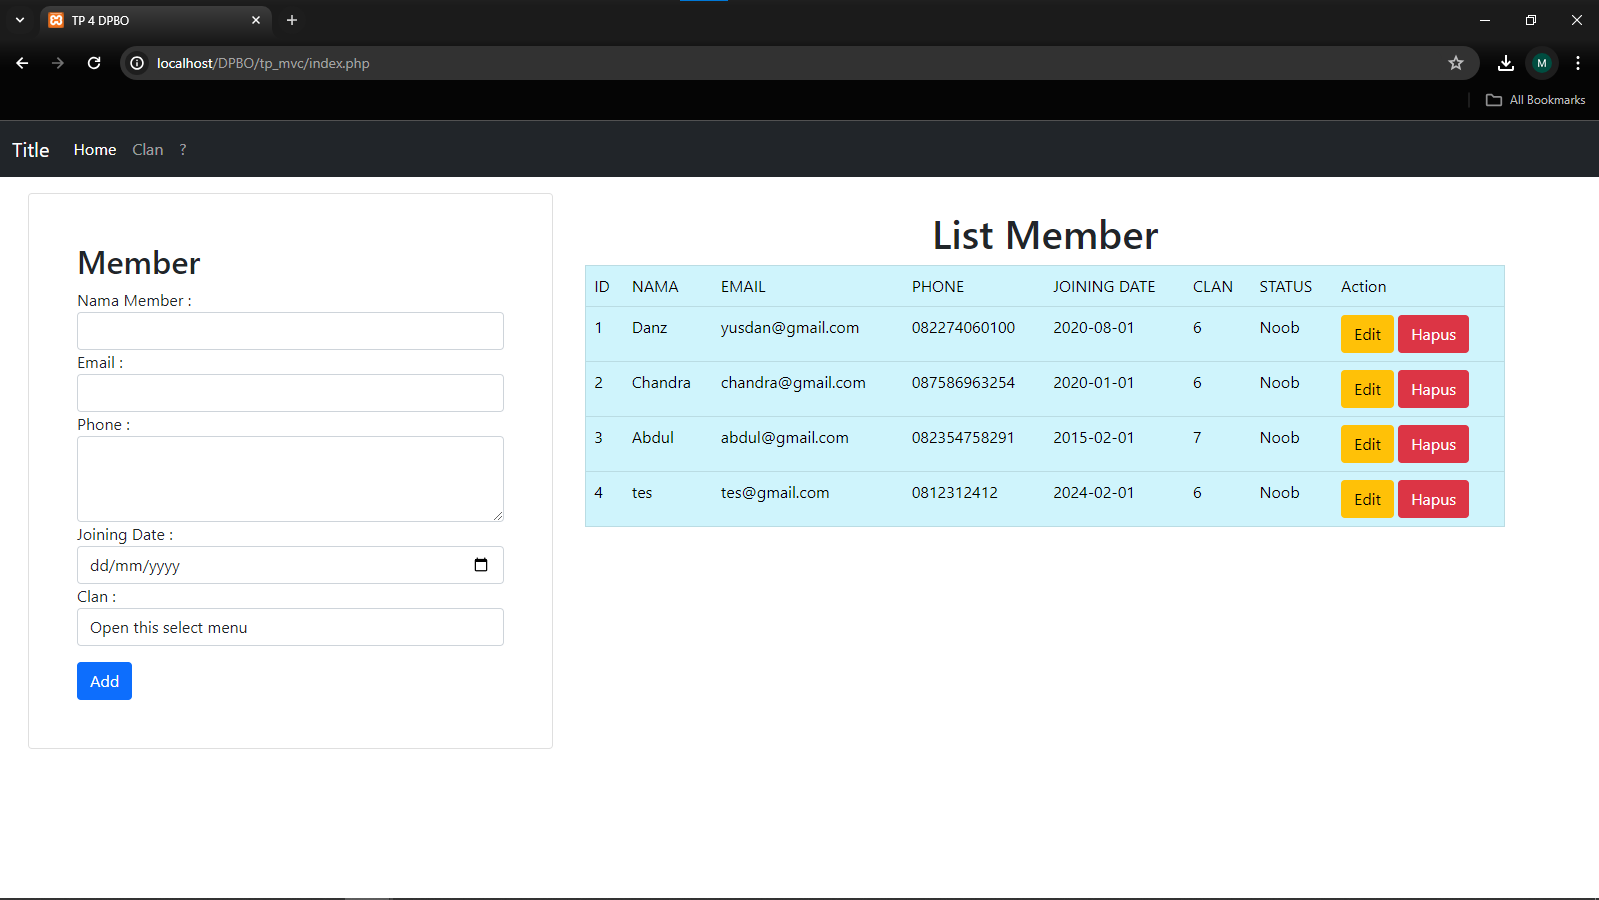 TP 4 DPBO
localhost/DPBO/tp_mvc/index.php
M
All Bookmarks
Title Home Clan ?
Member
Nama Member :
Email :
Phone :
Joining Date :
dd/mm/yyyy
Clan :
Open this select menu
Add
List Member
ID NAMA EMAIL PHONE JOINING DATE CLAN STATUS Action
1 Danz yusdan@gmail.com 082274060100 2020-08-01 6 Noob Edit Hapus
2 Chandra chandra@gmail.com 087586963254 2020-01-01 6 Noob Edit Hapus
3 Abdul abdul@gmail.com 082354758291 2015-02-01 7 Noob Edit Hapus
4 tes tes@gmail.com 0812312412 2024-02-01 6 Noob Edit Hapus